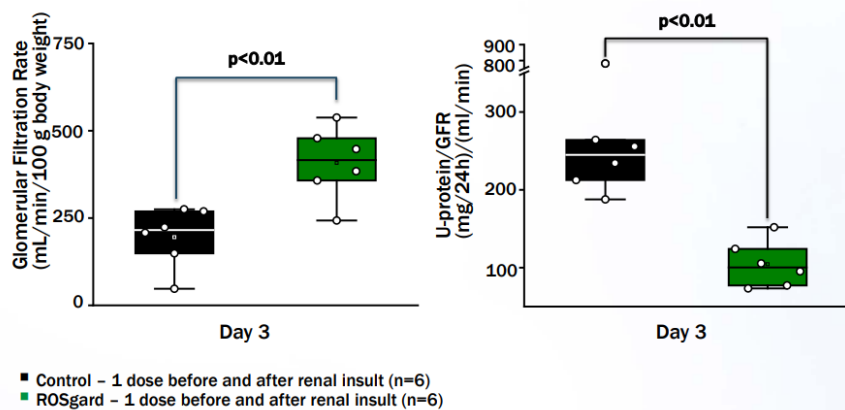 Glomerular Filtration Rate
(mL/min/100 g body weight)
750
500
250
0
p<0.01
Day 3
U-protein/GFR
(mg/24h)/(ml/min)
900
800
300
200
100
p<0.01
Day 3
Control – 1 dose before and after renal insult (n=6)
ROSgard – 1 dose before and after renal insult (n=6)